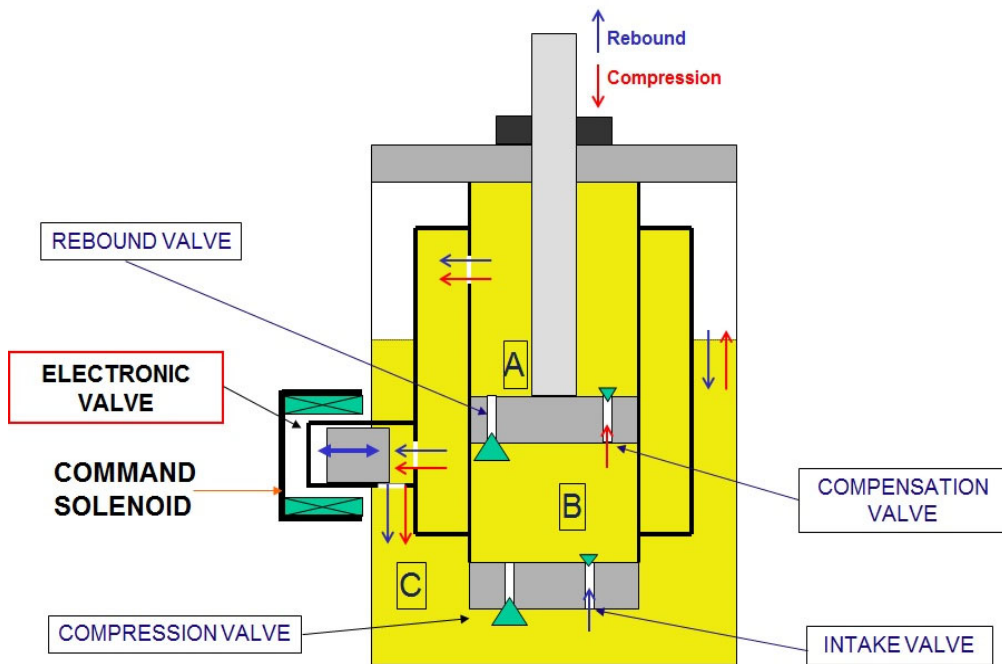 Rebound
Compression
REBOUND VALVE
A
ELECTRONIC
VALVE
COMMAND
SOLENOID
B
COMPENSATION
VALVE
C
COMPRESSION VALVE
INTAKE VALVE